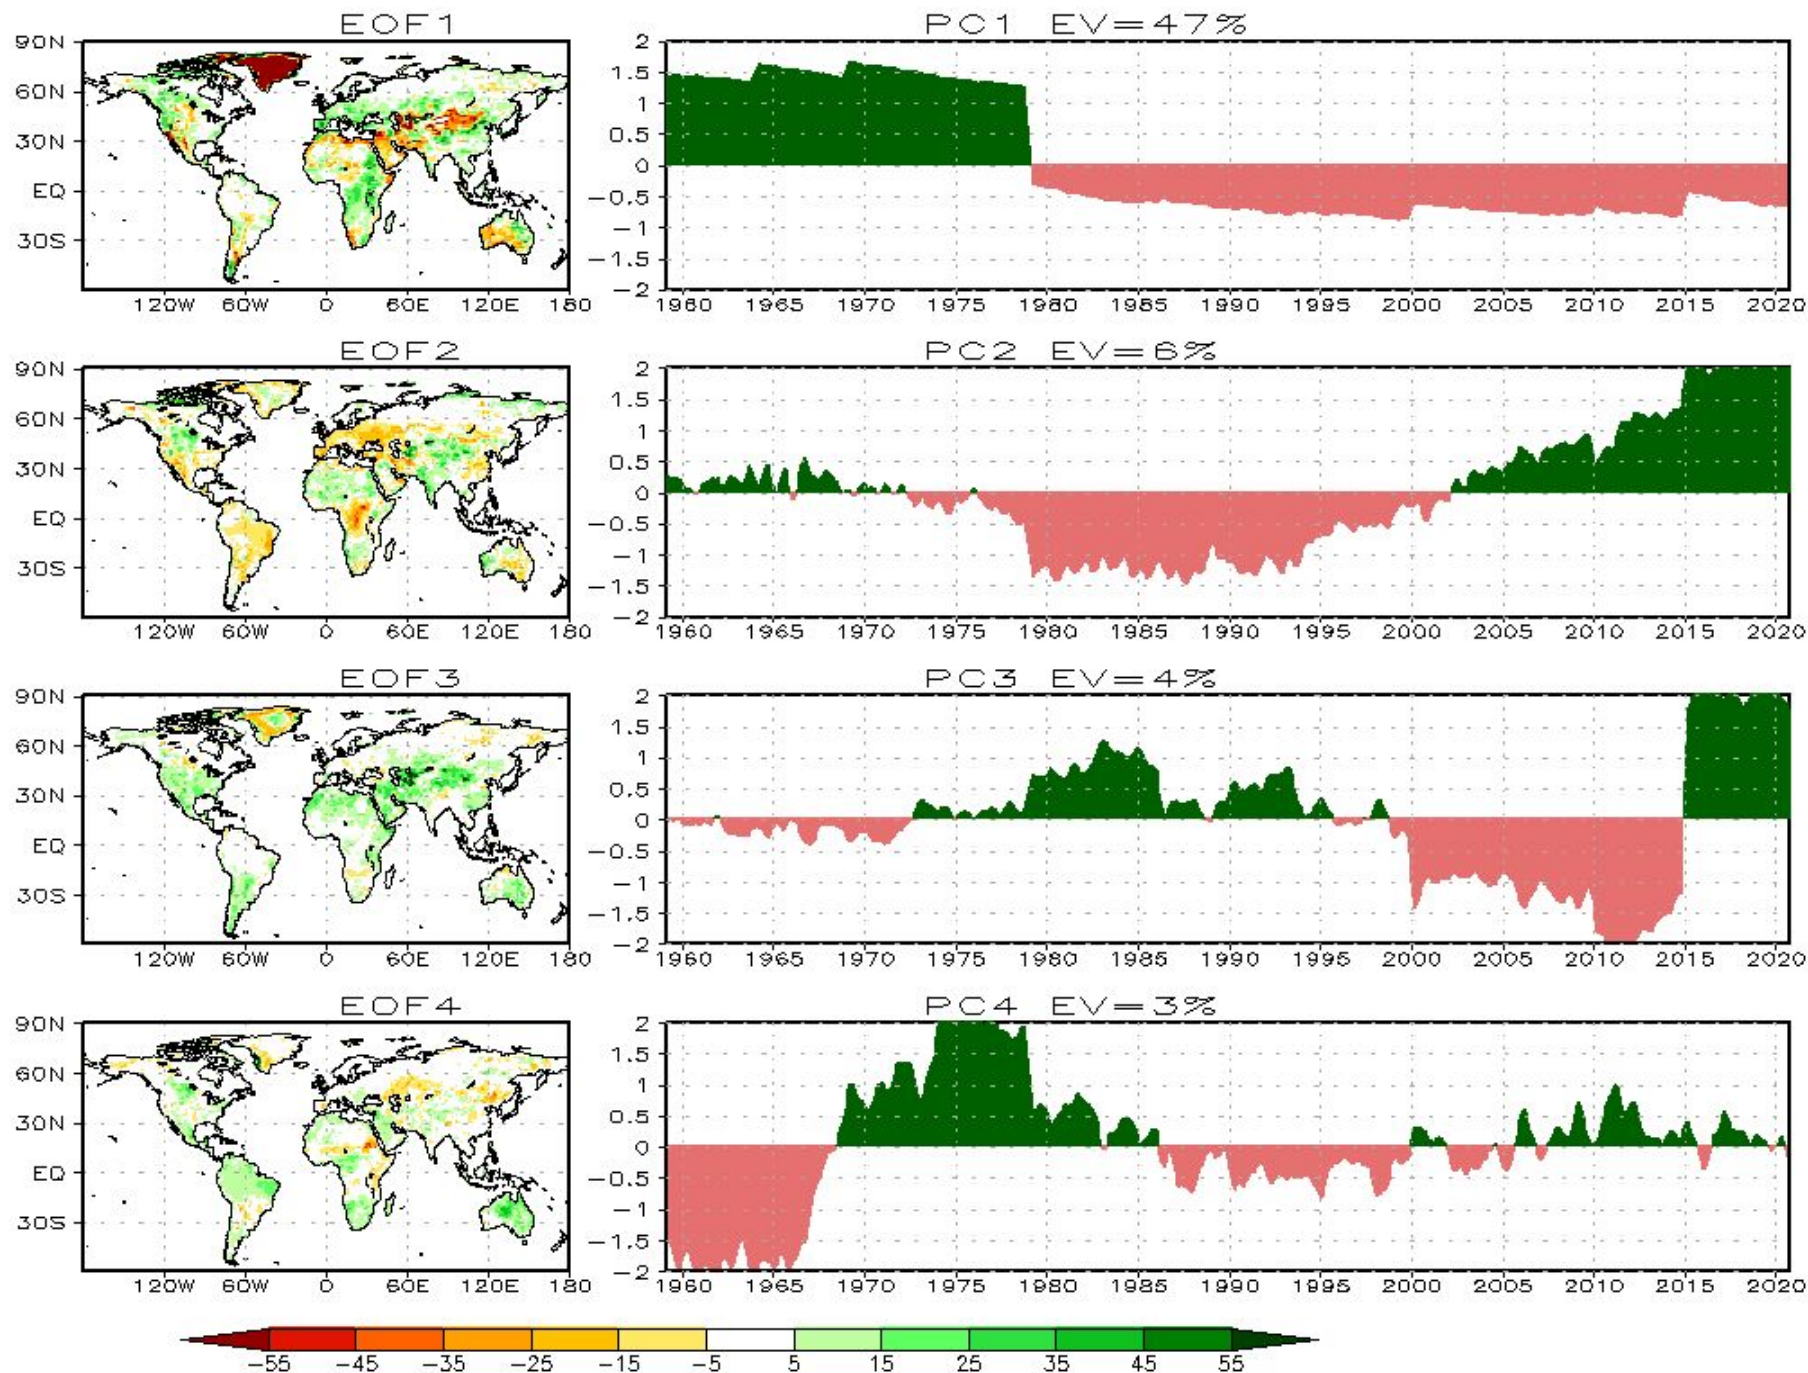 EOF1 PC1 EV=47%
90N
60N
30N
EQ
30S
2
1.5
1
0.5
0
-0.5
-1
-1.5
-2
120W 60W 0 60E 120E 180
1960 1965 1970 1975 1980 1985 1990 1995 2000 2005 2010 2015 2020
EOF2 PC2 EV=6%
90N
60N
30N
EQ
30S
2
1.5
1
0.5
0
-0.5
-1
-1.5
-2
120W 60W 0 60E 120E 180
1960 1965 1970 1975 1980 1985 1990 1995 2000 2005 2010 2015 2020
EOF3 PC3 EV=4%
90N
60N
30N
EQ
30S
2
1.5
1
0.5
0
-0.5
-1
-1.5
-2
120W 60W 0 60E 120E 180
1960 1965 1970 1975 1980 1985 1990 1995 2000 2005 2010 2015 2020
EOF4 PC4 EV=3%
90N
60N
30N
EQ
30S
2
1.5
1
0.5
0
-0.5
-1
-1.5
-2
120W 60W 0 60E 120E 180
1960 1965 1970 1975 1980 1985 1990 1995 2000 2005 2010 2015 2020
-55 -45 -35 -25 -15 -5 5 15 25 35 45 55